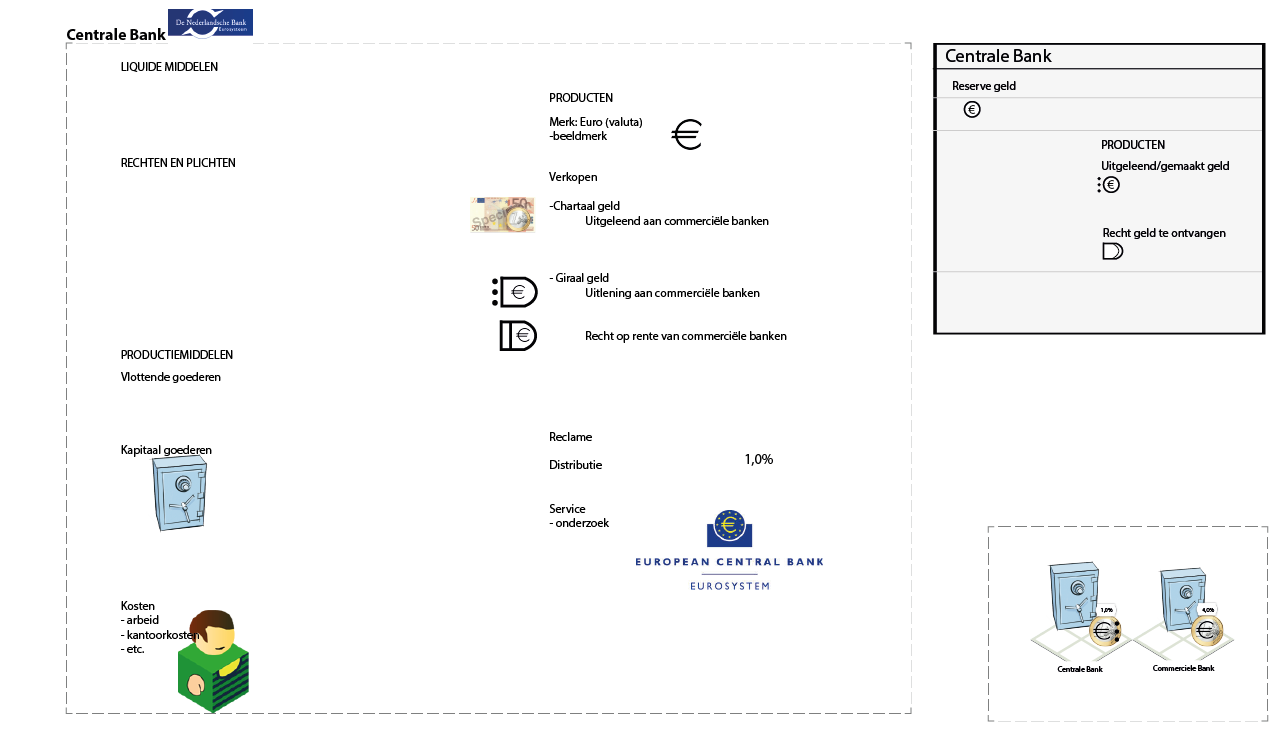 Centrale Bank
De Nederlandsche Bank
Eurosysteem
LIQUIDE MIDDELEN
RECHTEN EN PLICHTEN
PRODUCTIEMIDDELEN
Vlottende goederen
Kapitaal goederen
Kosten
- arbeid
- kantoorkosten
- etc.
PRODUCTEN
Merk: Euro (valuta)
-beeldmerk
€
Verkopen
-Chartaal geld
Uitgeleend aan commerciële banken
- Giraal geld
€
Uitlening aan commerciële banken
€
Recht op rente van commerciële banken
Reclame
Distributie
1,0%
Service
- onderzoek
€
EUROPEAN CENTRAL BANK
EUROSYSTEM
Centrale Bank
Reserve geld
€
PRODUCTEN
Uitgeleend/gemaakt geld
€
Recht geld te ontvangen
1,0%
€
Centrale Bank
4,0%
€
Commerciele Bank